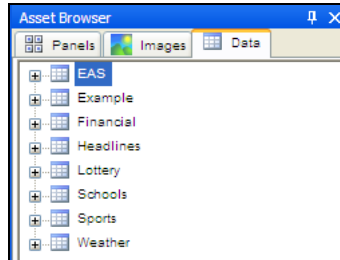 Asset Browser
Panels Images Data
EAS
Example
Financial
Headlines
Lottery
Schools
Sports
Weather